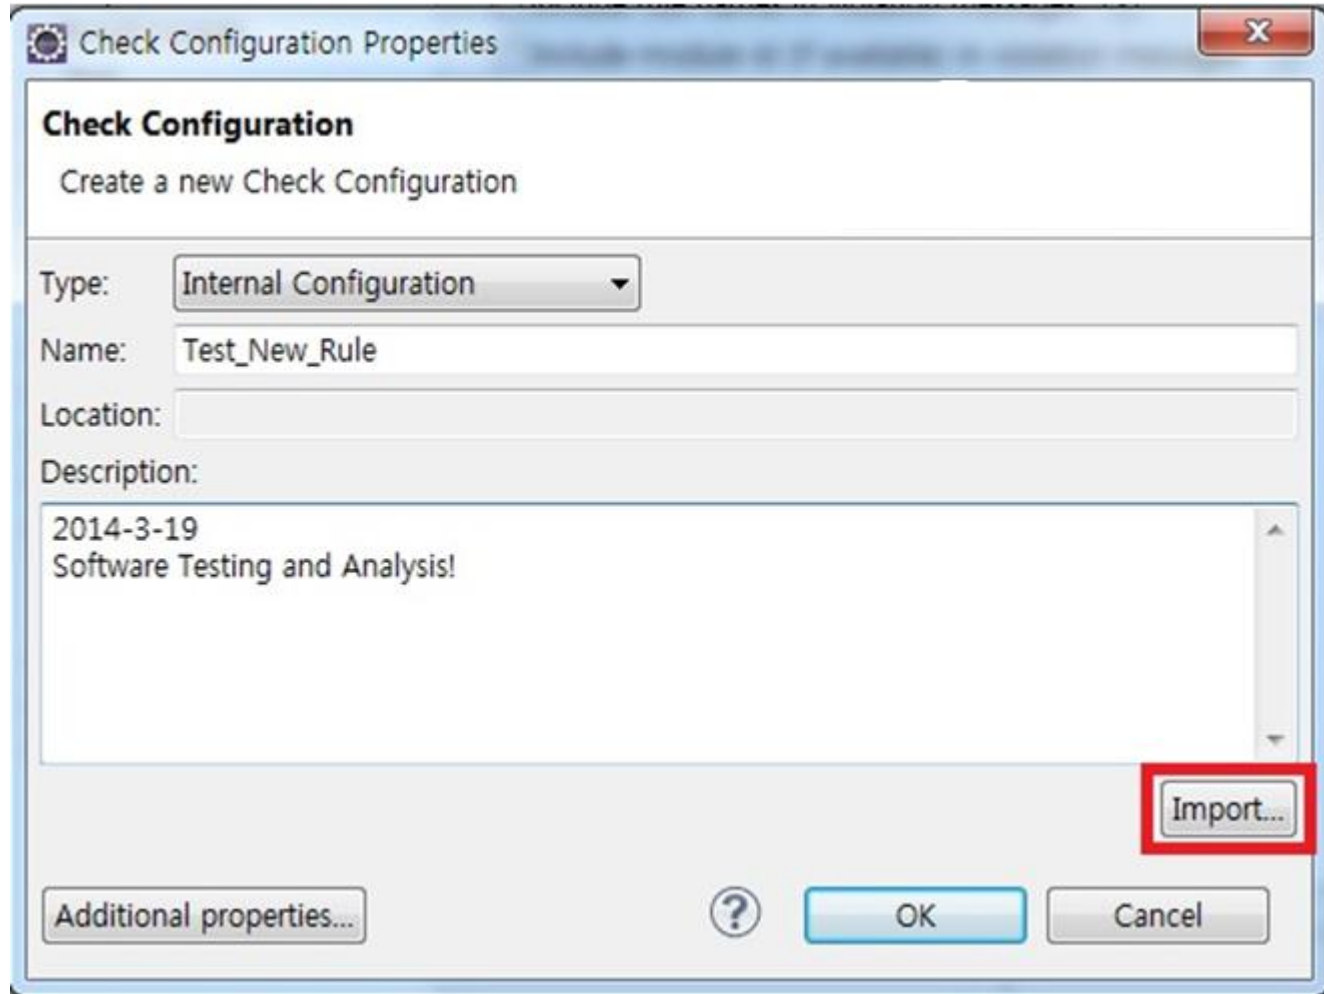 Check Configuration Properties
Check Configuration
Create a new Check Configuration
Type: Internal Configuration
Name: Test_New_Rule
Location:
Description:
2014-3-19
Software Testing and Analysis!
Import...
Additional properties... ? OK Cancel